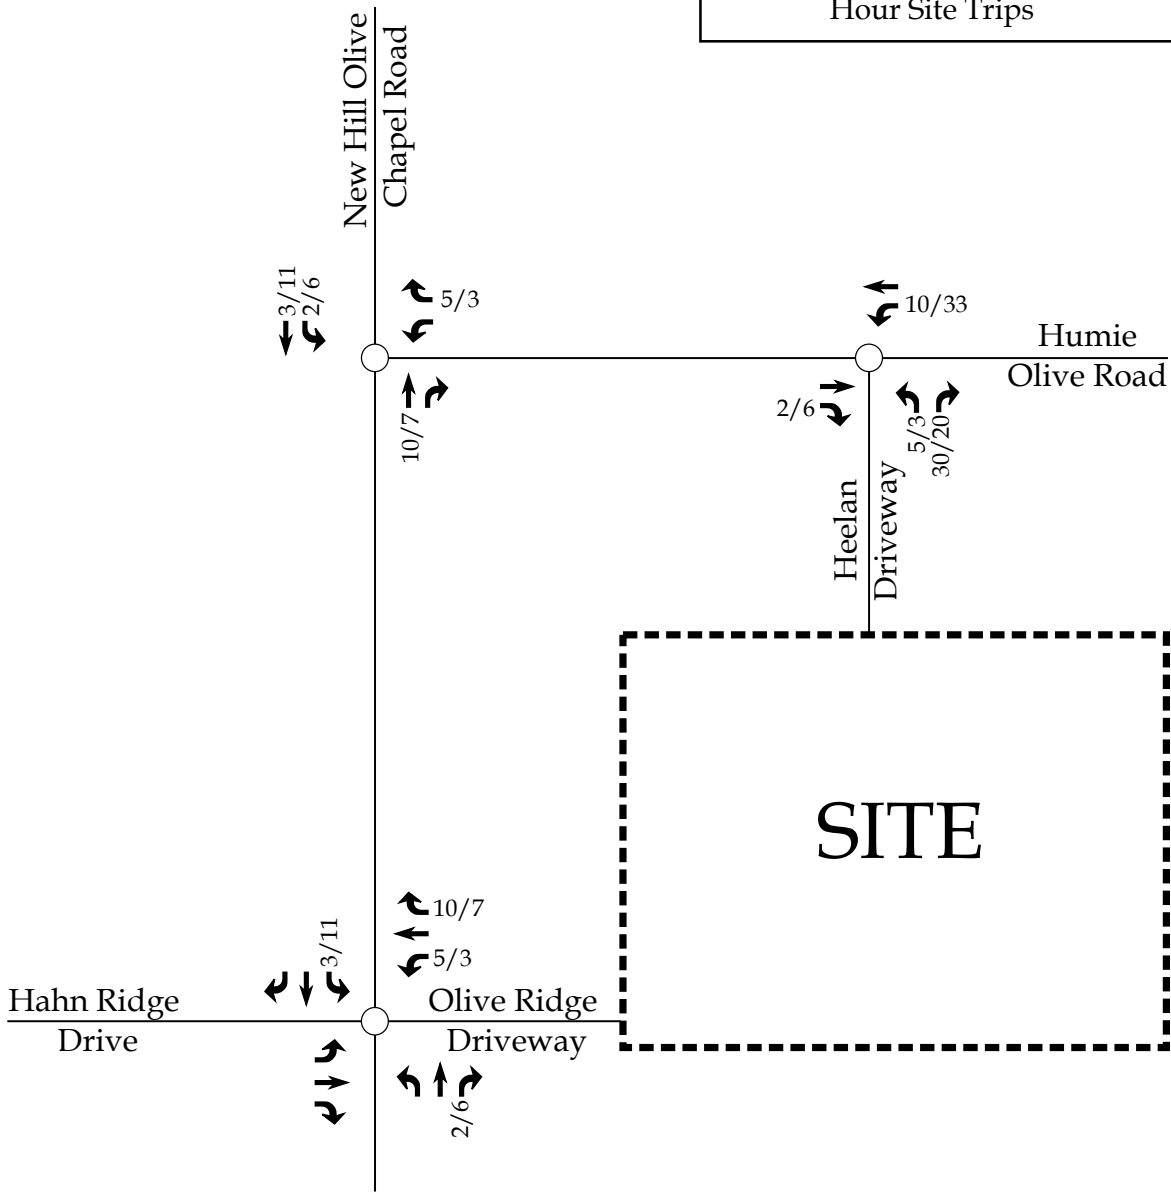 Hour Site Trips
New Hill Olive
Chapel Road
3/11
2/6
5/3
10/33
Humie
Olive Road
10/7
2/6
5/3
30/20
Heelan
Driveway
SITE
3/11
10/7
5/3
Hahn Ridge
Drive
Olive Ridge
Driveway
2/6